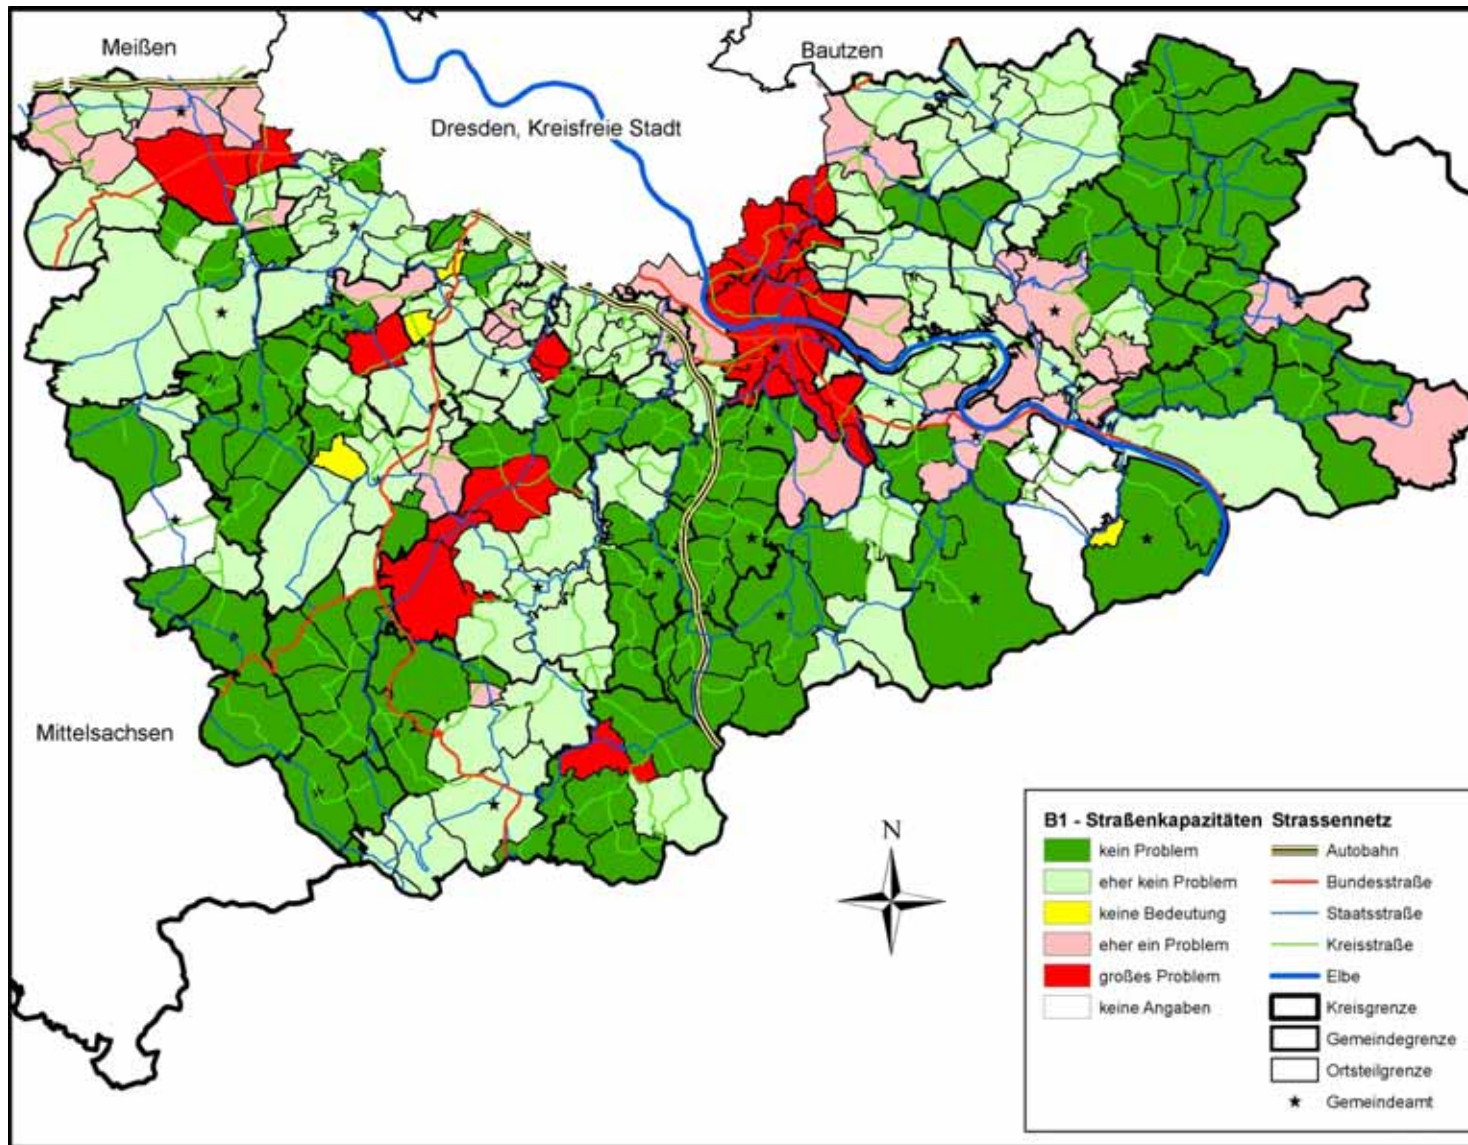 Meißen
Bautzen
Dresden, Kreisfreie Stadt
Mittelsachsen
N
B1 - Straßenkapazitäten
kein Problem
eher kein Problem
keine Bedeutung
eher ein Problem
großes Problem
keine Angaben
Strassennetz
Autobahn
Bundesstraße
Staatsstraße
Kreisstraße
Elbe
Kreisgrenze
Gemeindegrenze
Ortsteilgrenze
Gemeindeamt